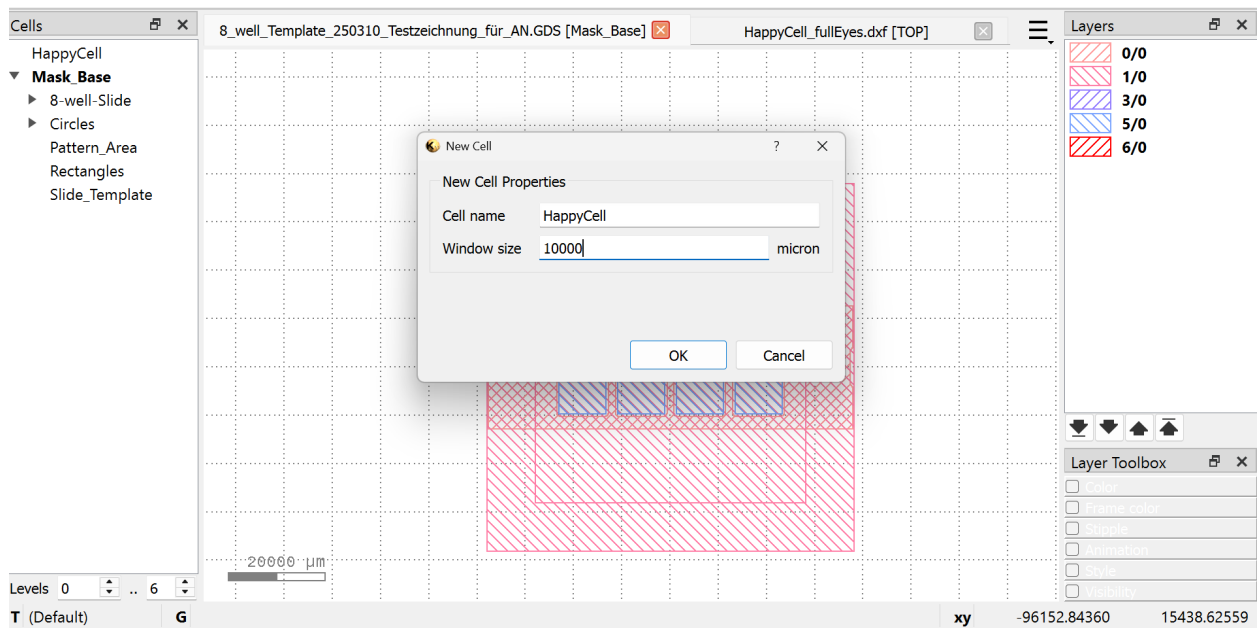 Cells
8_well_Template_250310_Testzeichnung_für_AN.GDS [Mask_Base]
HappyCell_fullEyes.dxf [TOP]
Layers
HappyCell
Mask_Base
8-well-Slide
Circles
Pattern_Area
Rectangles
Slide_Template
New Cell
?
New Cell Properties
Cell name HappyCell
Window size 10000 micron
OK Cancel
0/0
1/0
3/0
5/0
6/0
Layer Toolbox
Color
Frame color
Stipple
Animation
Style
Visibility
20000 µm
Levels 0 .. 6
T (Default) G xy -96152.84360 15438.62559